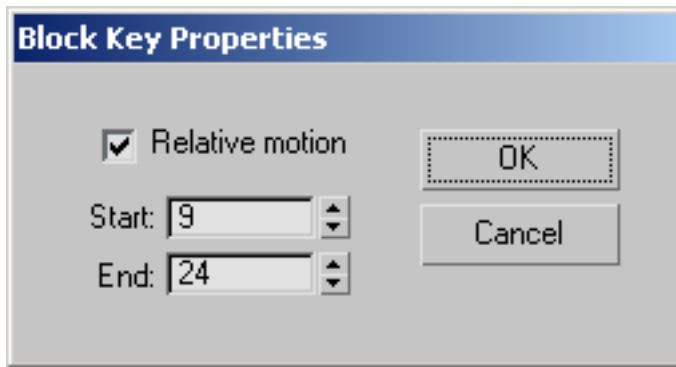 Block Key Properties
Relative motion
OK
Start: 9
Cancel
End: 24